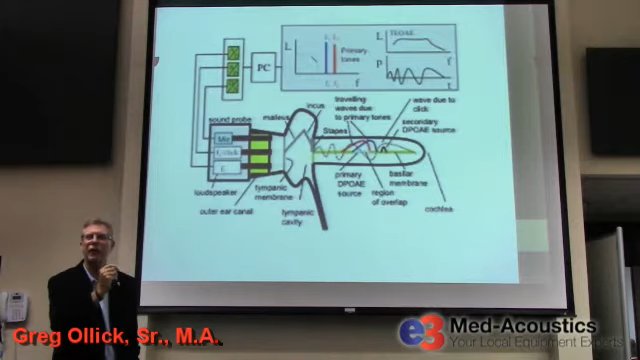 L
TEOAE
Primary
tones
PC
L
f
P
f
t
incus
travelling
waves due
to primary tones
wave due to
click
malleus
sound probe
Stapes
secondary
DPOAE source
loudspeaker
tympanic
membrane
primary
DPOAE
source
basilar
membrane
region
of overlap
outer ear canal
tympanic
cavity
cochlea
Greg Ollick, Sr., M.A.
e3 Med-Acoustics
Your Local Equipment Experts